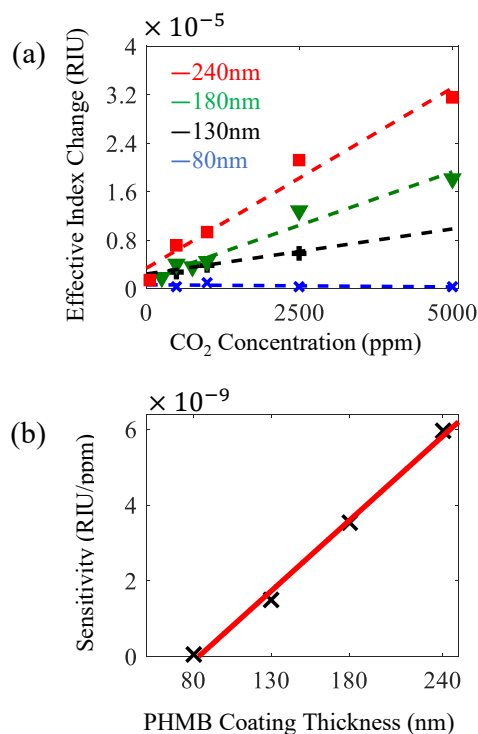 (a)
× 10⁻⁵
Effective Index Change (RIU)
4
3.2
2.4
1.6
0.8
0
−240nm
−180nm
−130nm
−80nm
0 2500 5000
CO₂ Concentration (ppm)
(b)
× 10⁻⁹
Sensitivity (RIU/ppm)
6
4
2
0
80 130 180 240
PHMB Coating Thickness (nm)